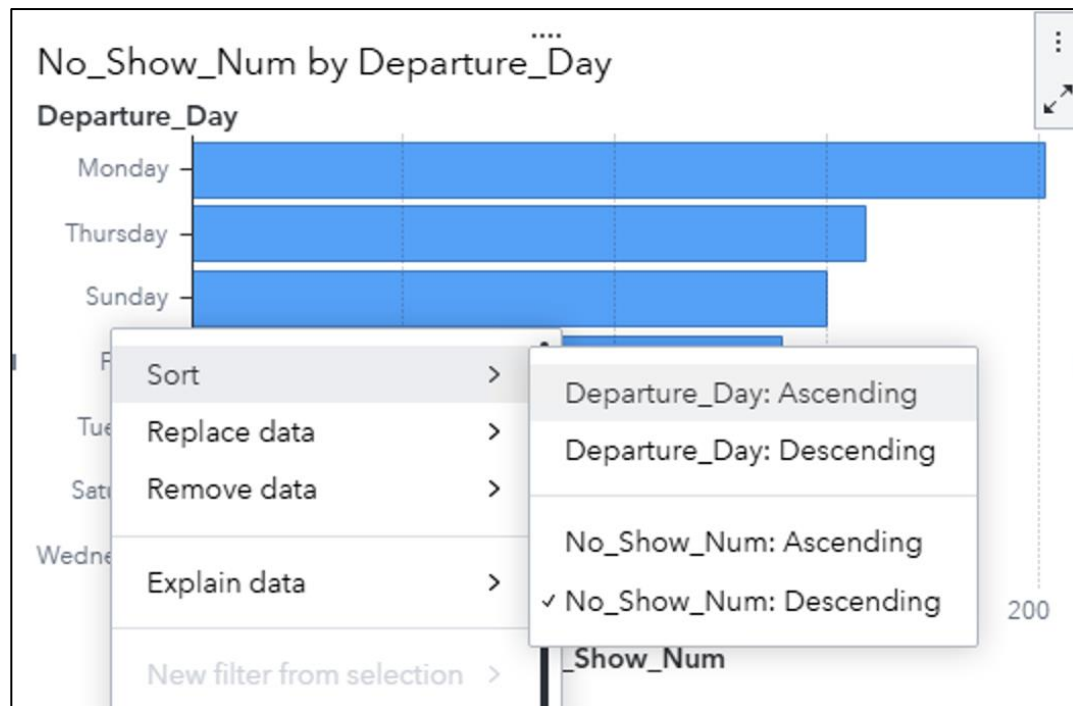 No_Show_Num by Departure_Day
Departure_Day
Monday
Thursday
Sunday
Sort
Replace data
Remove data
Explain data
New filter from selection
Departure_Day: Ascending
Departure_Day: Descending
No_Show_Num: Ascending
No_Show_Num: Descending
200
_Show_Num